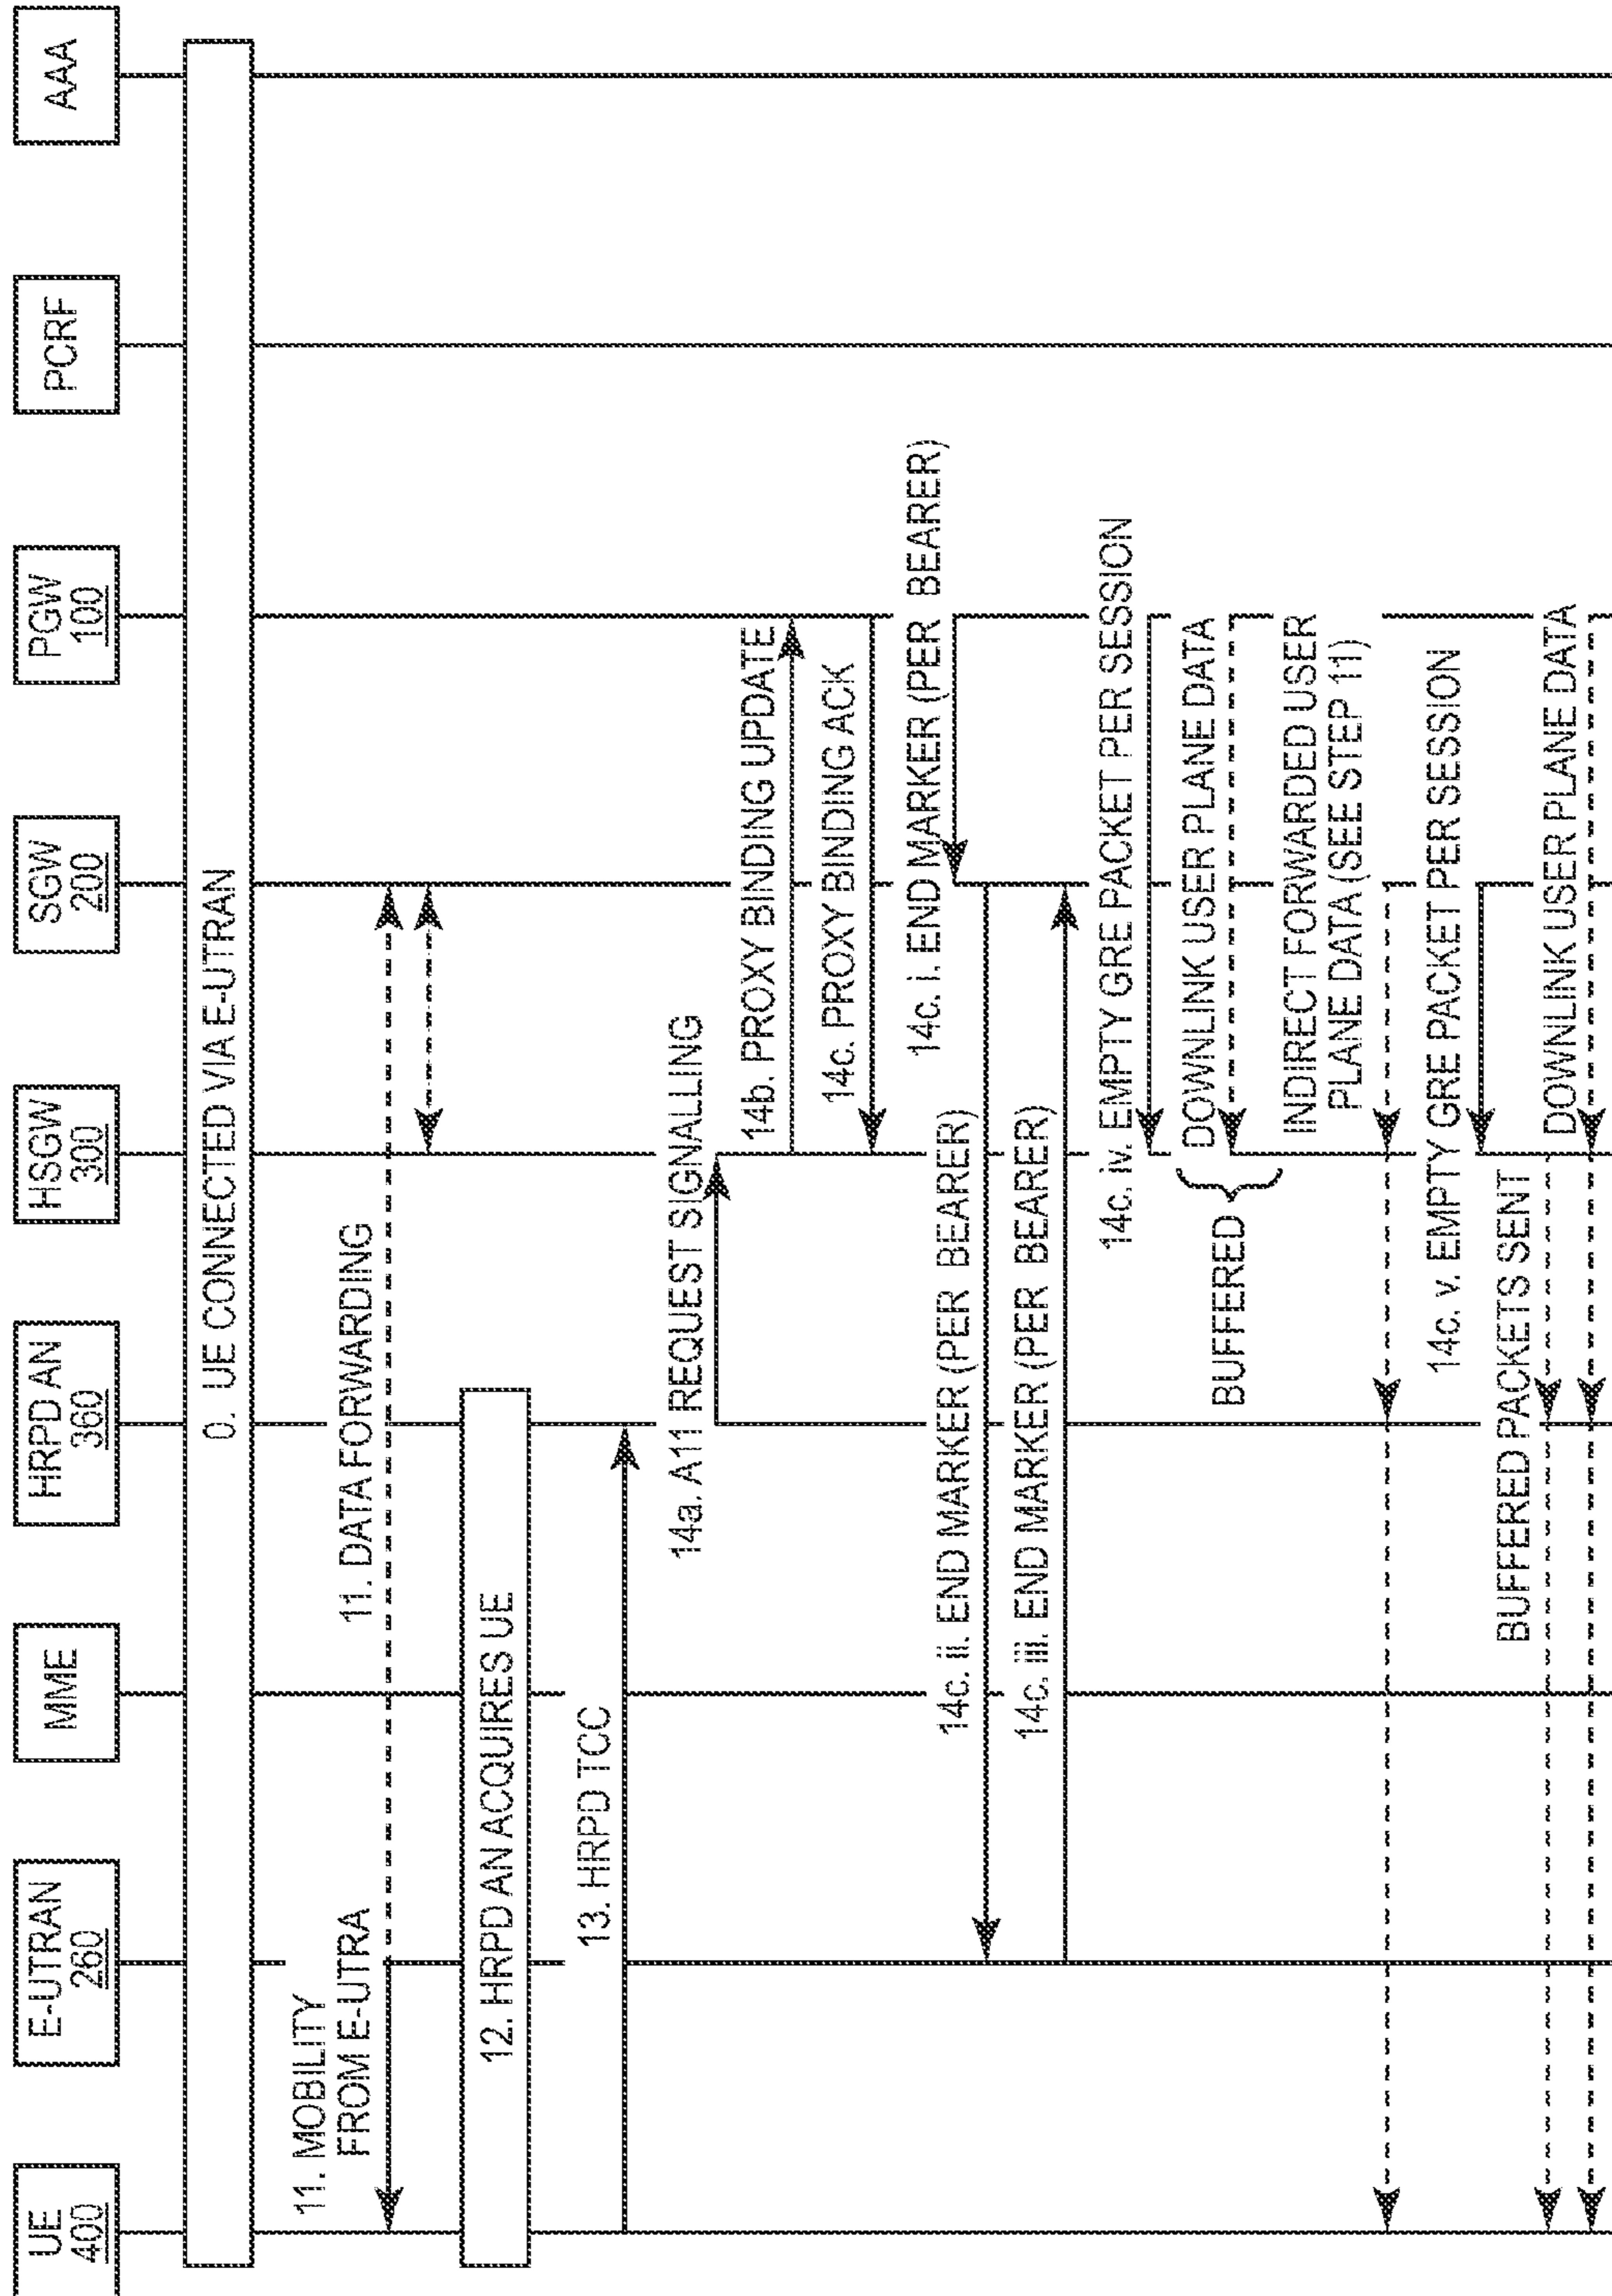 UE
400
E-UTRAN
260
MME
HRPD AN
360
HSGW
300
SGW
200
PGW
100
PCRF
AAA
0. UE CONNECTED VIA E-UTRAN
11. MOBILITY
FROM E-UTRA
11. DATA FORWARDING
12. HRPD AN ACQUIRES UE
13. HRPD TCC
14a. A11 REQUEST SIGNALLING
14b. PROXY BINDING UPDATE
14c. PROXY BINDING ACK
14c. i. END MARKER (PER BEARER)
14c. ii. END MARKER (PER BEARER)
14c. iii. END MARKER (PER BEARER)
14c. iv. EMPTY GRE PACKET PER SESSION
DOWNLINK USER PLANE DATA
BUFFERED
INDIRECT FORWARDED USER
PLANE DATA (SEE STEP 11)
14c. v. EMPTY GRE PACKET PER SESSION
BUFFERED PACKETS SENT
DOWNLINK USER PLANE DATA